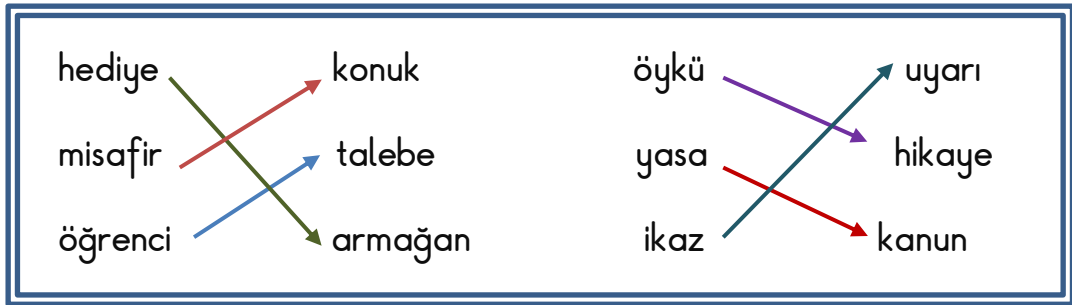 hediye konuk öykü uyarı
misafir talebe yasa hikaye
öğrenci armağan ikaz kanun